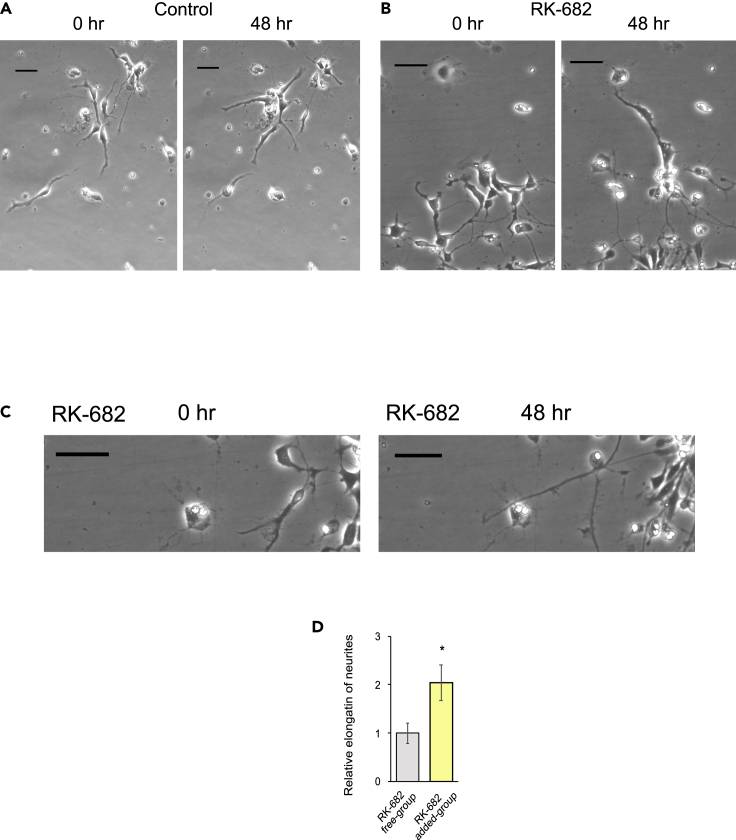 A
Control
0 hr
48 hr
B
RK-682
0 hr
48 hr
C
RK-682
0 hr
RK-682
48 hr
D
Relative elongatin of neurites
3
2
1
0
*
RK-682
free-group
RK-682
added-group